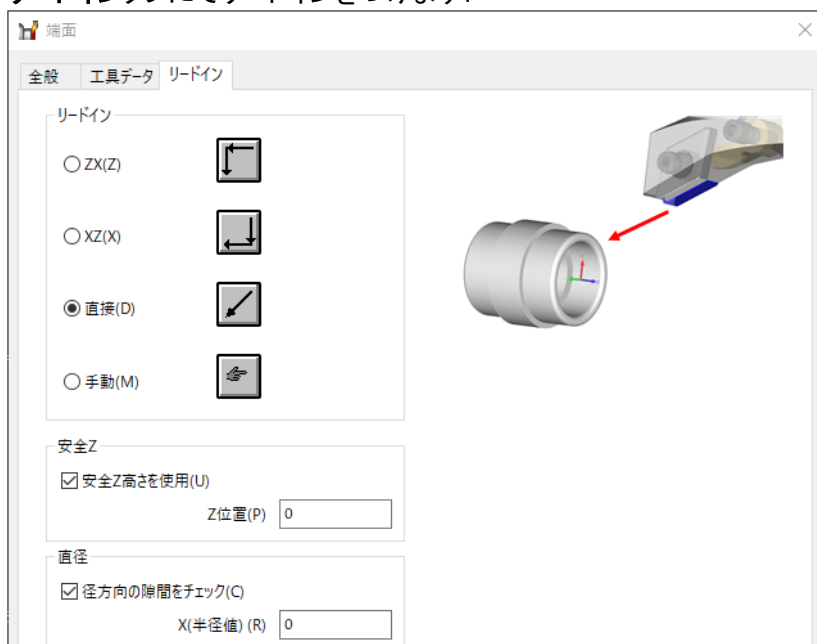 端面
全般 工具データ リードイン
リードイン
ZX(Z)
XZ(X)
直接(D)
手動(M)
安全Z
安全Z高さを使用(U)
Z位置(P) 0
直径
径方向の隙間をチェック(C)
X(半径値) (R) 0